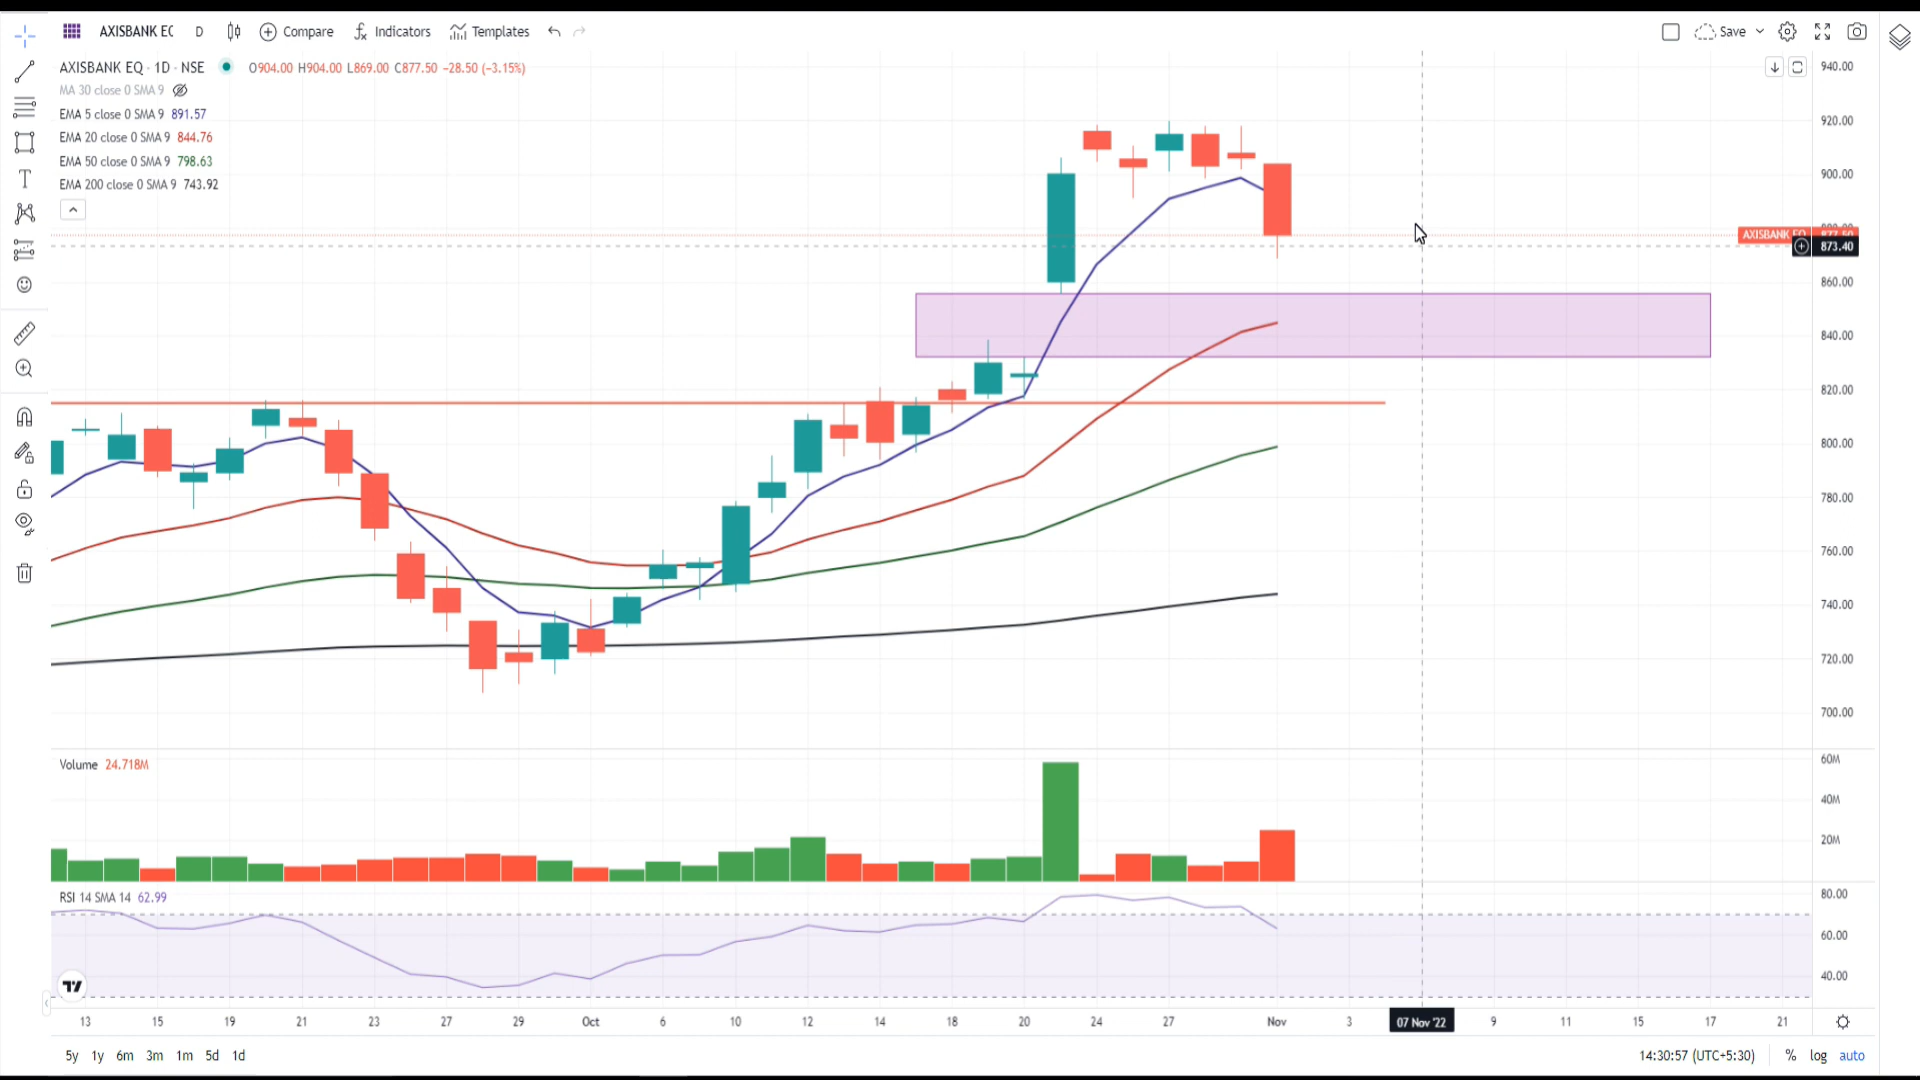 AXISBANK EC D Compare Indicators Templates Save
AXISBANK EQ · 1D · NSE O904.00 H904.00 L869.00 C877.50 −28.50 (−3.15%)
MA 30 close 0 SMA 9
EMA 5 close 0 SMA 9 891.57
EMA 20 close 0 SMA 9 844.76
EMA 50 close 0 SMA 9 798.63
EMA 200 close 0 SMA 9 743.92
940.00
920.00
900.00
AXISBANK EQ 877.50
873.40
860.00
840.00
820.00
800.00
780.00
760.00
740.00
720.00
700.00
Volume 24.718M
60M
40M
20M
RSI 14 SMA 14 62.99
80.00
60.00
40.00
13 15 19 21 23 27 29 Oct 6 10 12 14 18 20 24 27 Nov 3 07 Nov '22 9 11 15 17 21
5y 1y 6m 3m 1m 5d 1d 14:30:57 (UTC+5:30) % log auto